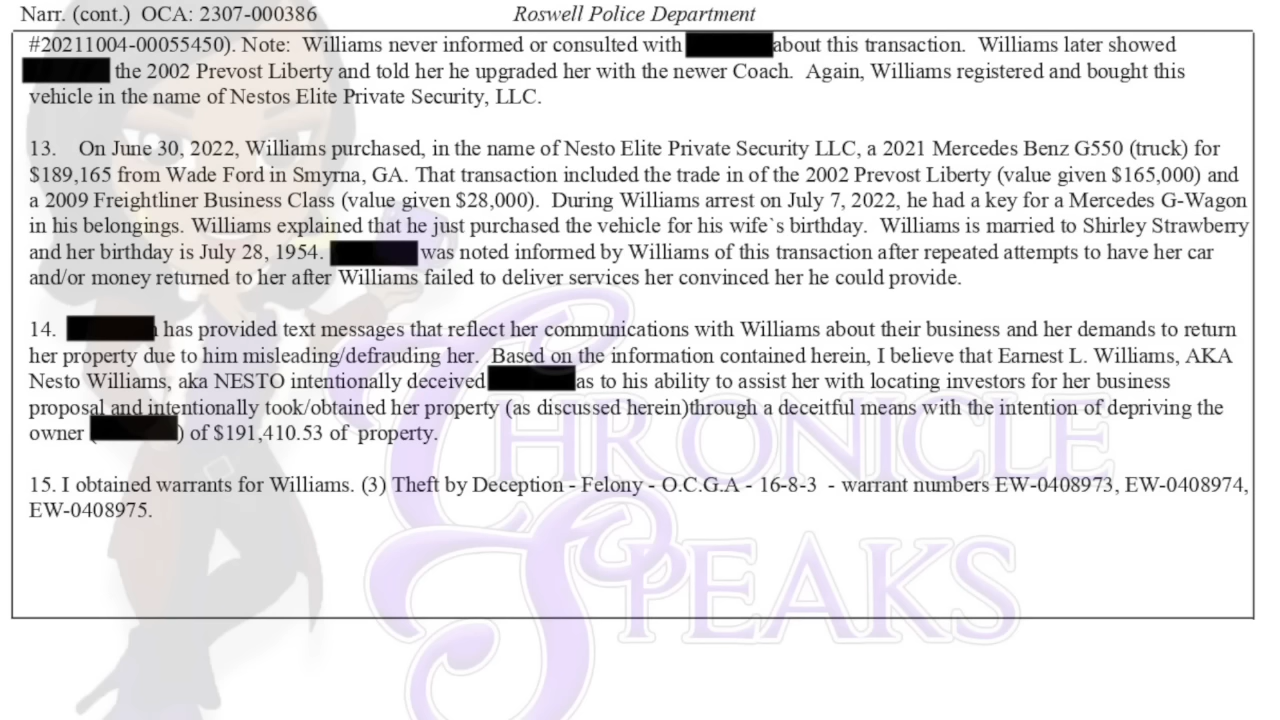 Narr. (cont.) OCA: 2307-000386 Roswell Police Department
#20211004-00055450). Note: Williams never informed or consulted with about this transaction. Williams later showed
the 2002 Prevost Liberty and told her he upgraded her with the newer Coach. Again, Williams registered and bought this
vehicle in the name of Nestos Elite Private Security, LLC.
13. On June 30, 2022, Williams purchased, in the name of Nesto Elite Private Security LLC, a 2021 Mercedes Benz G550 (truck) for
$189,165 from Wade Ford in Smyrna, GA. That transaction included the trade in of the 2002 Prevost Liberty (value given $165,000) and
a 2009 Freightliner Business Class (value given $28,000). During Williams arrest on July 7, 2022, he had a key for a Mercedes G-Wagon
in his belongings. Williams explained that he just purchased the vehicle for his wife`s birthday. Williams is married to Shirley Strawberry
and her birthday is July 28, 1954. was noted informed by Williams of this transaction after repeated attempts to have her car
and/or money returned to her after Williams failed to deliver services her convinced her he could provide.
14. has provided text messages that reflect her communications with Williams about their business and her demands to return
her property due to him misleading/defrauding her. Based on the information contained herein, I believe that Earnest L. Williams, AKA
Nesto Williams, aka NESTO intentionally deceived as to his ability to assist her with locating investors for her business
proposal and intentionally took/obtained her property (as discussed herein)through a deceitful means with the intention of depriving the
owner ( ) of $191,410.53 of property.
15. I obtained warrants for Williams. (3) Theft by Deception - Felony - O.C.G.A - 16-8-3 - warrant numbers EW-0408973, EW-0408974,
EW-0408975.
CHRONICLE
SPEAKS